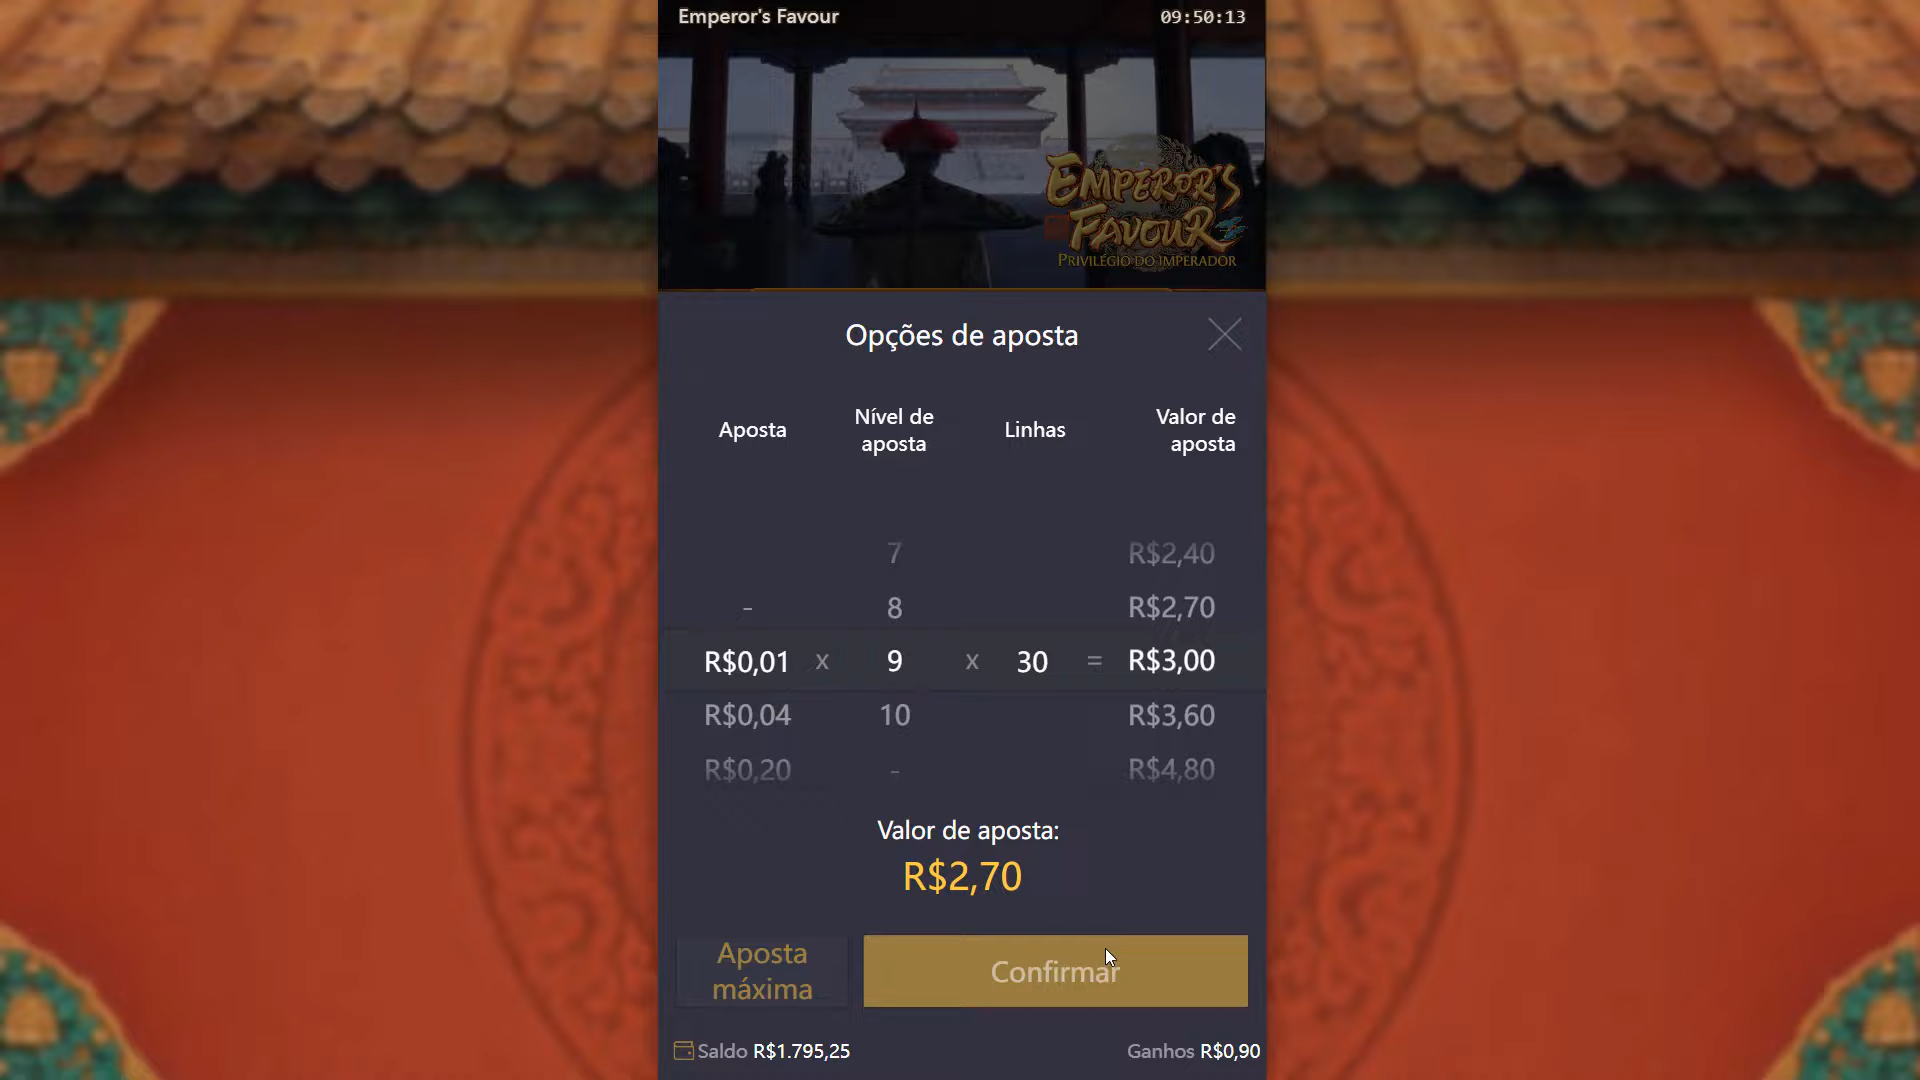 Emperor's Favour 09:50:13
EMPEROR'S
FAVOUR
PRIVILÉGIO DO IMPERADOR
Opções de aposta
Aposta Nível de aposta Linhas Valor de aposta
7 R$2,40
- 8 R$2,70
R$0,01 x 9 x 30 = R$3,00
R$0,04 10 R$3,60
R$0,20 - R$4,80
Valor de aposta:
R$2,70
Aposta máxima
Confirmar
Saldo R$1.795,25 Ganhos R$0,90